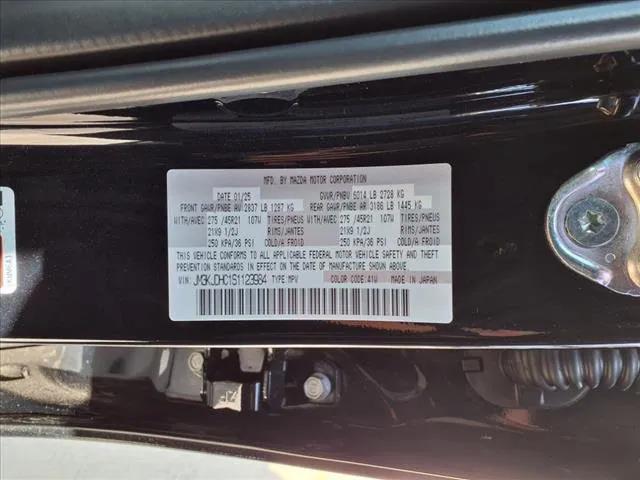 MFD. BY MAZDA MOTOR CORPORATION
DATE 01/25 GVWR/PNBV 6014 LB 2728 KG
FRONT GAWR/PNBE AV 2837 LB 1287 KG REAR GAWR/PNBE AR 3186 LB 1445 KG
WITH/AVEC 275 /45R21 107W TIRES/PNEUS WITH/AVEC 275 /45R21 107W TIRES/PNEUS
21X9 1/2J RIMS/JANTES 21X9 1/2J RIMS/JANTES
250 KPA/36 PSI COLD/A FROID 250 KPA/36 PSI COLD/A FROID
THIS VEHICLE CONFORMS TO ALL APPLICABLE FEDERAL MOTOR VEHICLE SAFETY AND THEFT
PREVENTION STANDARDS IN EFFECT ON THE DATE OF MANUFACTURE SHOWN ABOVE.
VIN: JM3KJDHC1S1123584 TYPE:MPV COLOR CODE:41W MADE IN JAPAN